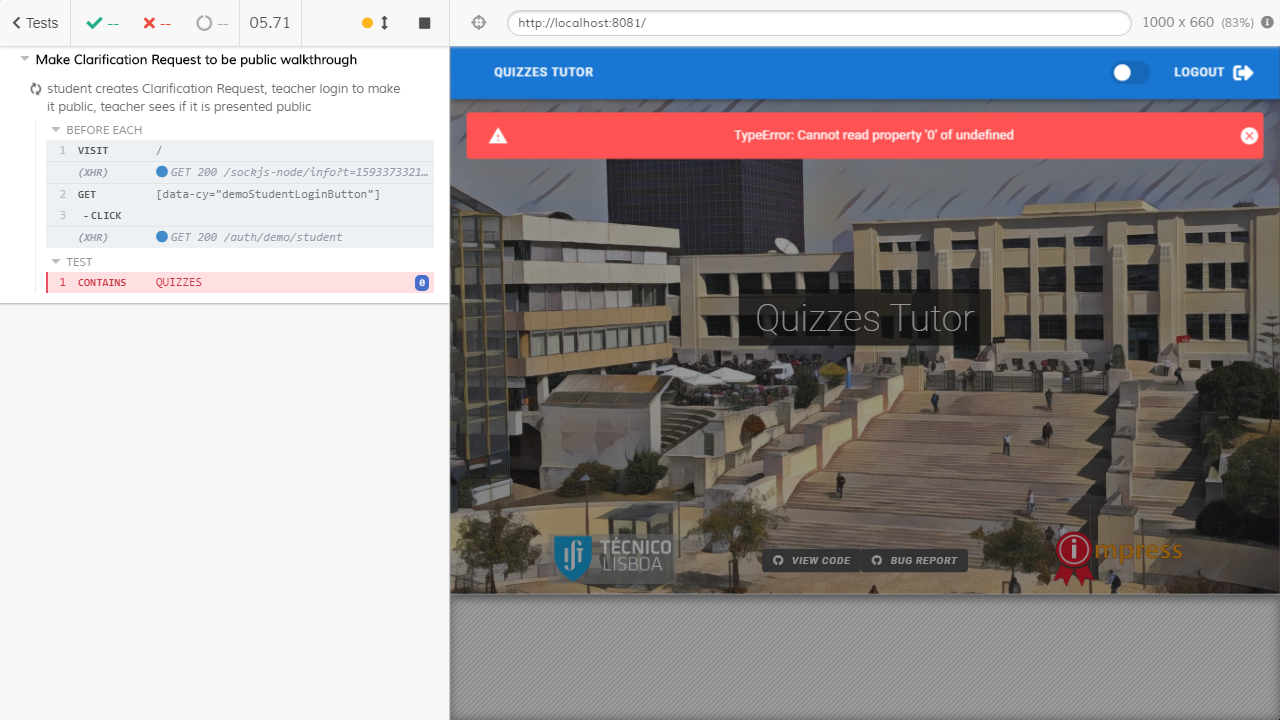 Tests
--
--
--
05.71
http://localhost:8081/
1000 x 660 (83%)
Make Clarification Request to be public walkthrough
student creates Clarification Request, teacher login to make
it public, teacher sees if it is presented public
BEFORE EACH
1 VISIT /
(XHR) GET 200 /sockjs-node/info?t=1593373321…
2 GET [data-cy="demoStudentLoginButton"]
3 -CLICK
(XHR) GET 200 /auth/demo/student
TEST
1 CONTAINS QUIZZES 0
QUIZZES TUTOR
LOGOUT
TypeError: Cannot read property '0' of undefined
Quizzes Tutor
TÉCNICO
LISBOA
VIEW CODE
BUG REPORT
impress